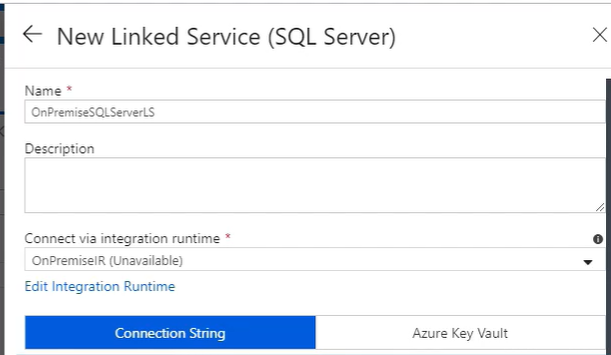 New Linked Service (SQL Server)
Name *
OnPremiseSQLServerLS
Description
Connect via integration runtime *
OnPremiseIR (Unavailable)
Edit Integration Runtime
Connection String Azure Key Vault